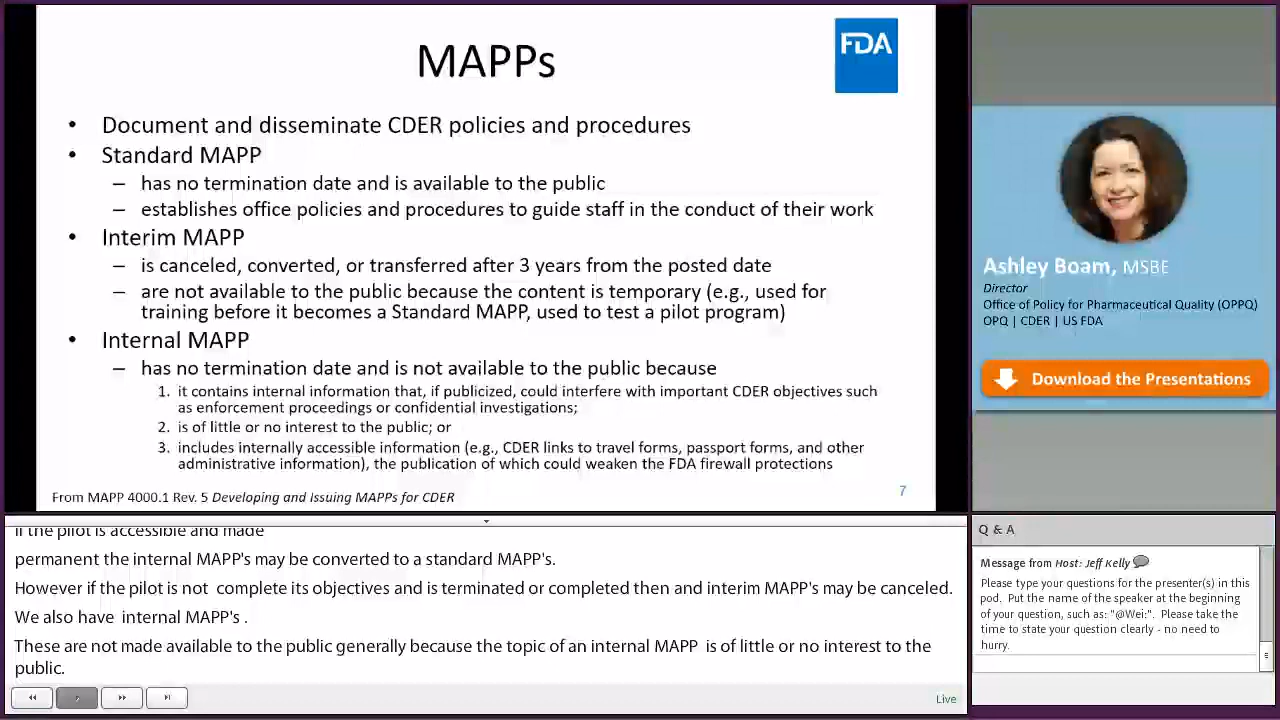 MAPPs
FDA
• Document and disseminate CDER policies and procedures
• Standard MAPP
– has no termination date and is available to the public
– establishes office policies and procedures to guide staff in the conduct of their work
• Interim MAPP
– is canceled, converted, or transferred after 3 years from the posted date
– are not available to the public because the content is temporary (e.g., used for
training before it becomes a Standard MAPP, used to test a pilot program)
• Internal MAPP
– has no termination date and is not available to the public because
1. it contains internal information that, if publicized, could interfere with important CDER objectives such
as enforcement proceedings or confidential investigations;
2. is of little or no interest to the public; or
3. includes internally accessible information (e.g., CDER links to travel forms, passport forms, and other
administrative information), the publication of which could weaken the FDA firewall protections
From MAPP 4000.1 Rev. 5 Developing and Issuing MAPPs for CDER
7
Ashley Boam, MSBE
Director
Office of Policy for Pharmaceutical Quality (OPPQ)
OPQ | CDER | US FDA
Download the Presentations
if the pilot is accessible and made
permanent the internal MAPP's may be converted to a standard MAPP's.
However if the pilot is not complete its objectives and is terminated or completed then and interim MAPP's may be canceled.
We also have internal MAPP's .
These are not made available to the public generally because the topic of an internal MAPP is of little or no interest to the
public.
Live
Q & A
Message from Host: Jeff Kelly
Please type your questions for the presenter(s) in this
pod. Put the name of the speaker at the beginning
of your question, such as: "@Wei:". Please take the
time to state your question clearly - no need to
hurry.